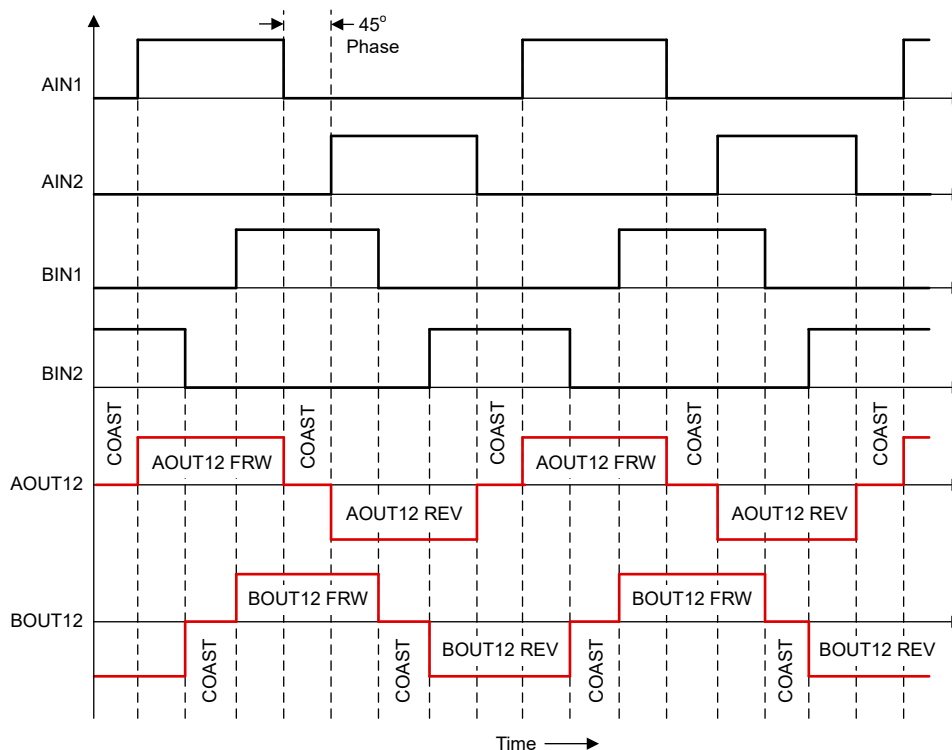 45°
Phase
AIN1
AIN2
BIN1
BIN2
COAST
COAST
COAST
COAST
COAST
AOUT12
AOUT12 FRW
AOUT12 FRW
AOUT12 REV
AOUT12 REV
BOUT12
BOUT12 FRW
BOUT12 FRW
COAST
COAST
COAST
COAST
BOUT12 REV
BOUT12 REV
Time